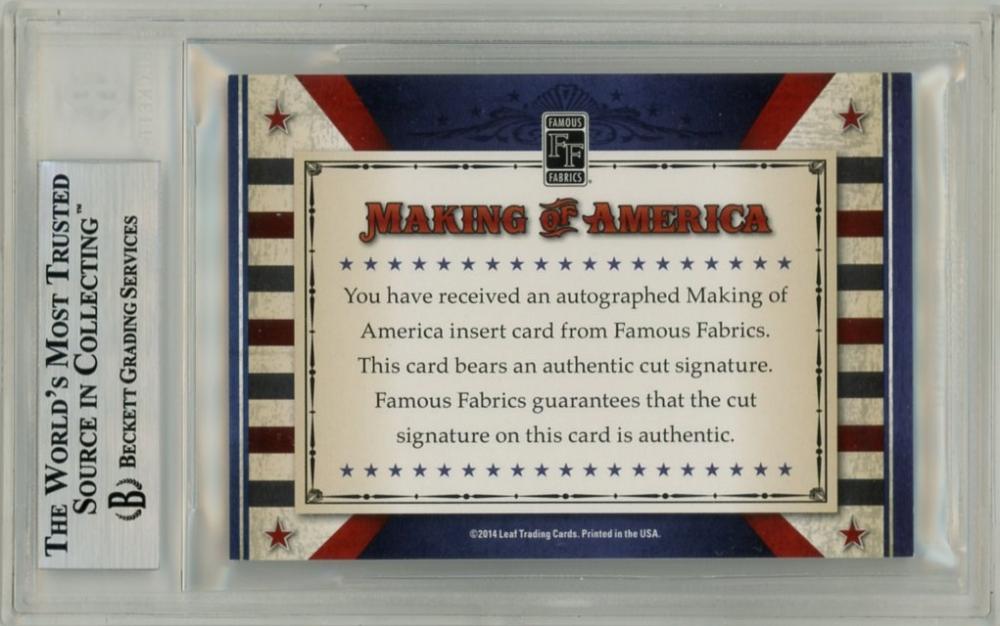 THE WORLD'S MOST TRUSTED
SOURCE IN COLLECTING™
BECKETT GRADING SERVICES
B
FAMOUS
FF
FABRICS
MAKING OF AMERICA
You have received an autographed Making of
America insert card from Famous Fabrics.
This card bears an authentic cut signature.
Famous Fabrics guarantees that the cut
signature on this card is authentic.
©2014 Leaf Trading Cards. Printed in the USA.